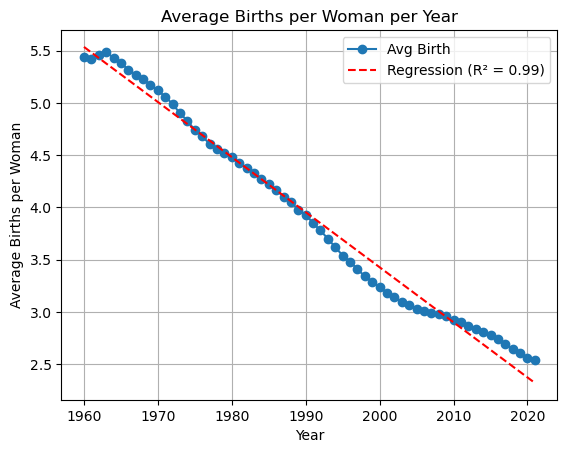 Average Births per Woman per Year
Avg Birth
Regression (R² = 0.99)
Average Births per Woman
5.5
5.0
4.5
4.0
3.5
3.0
2.5
1960 1970 1980 1990 2000 2010 2020
Year